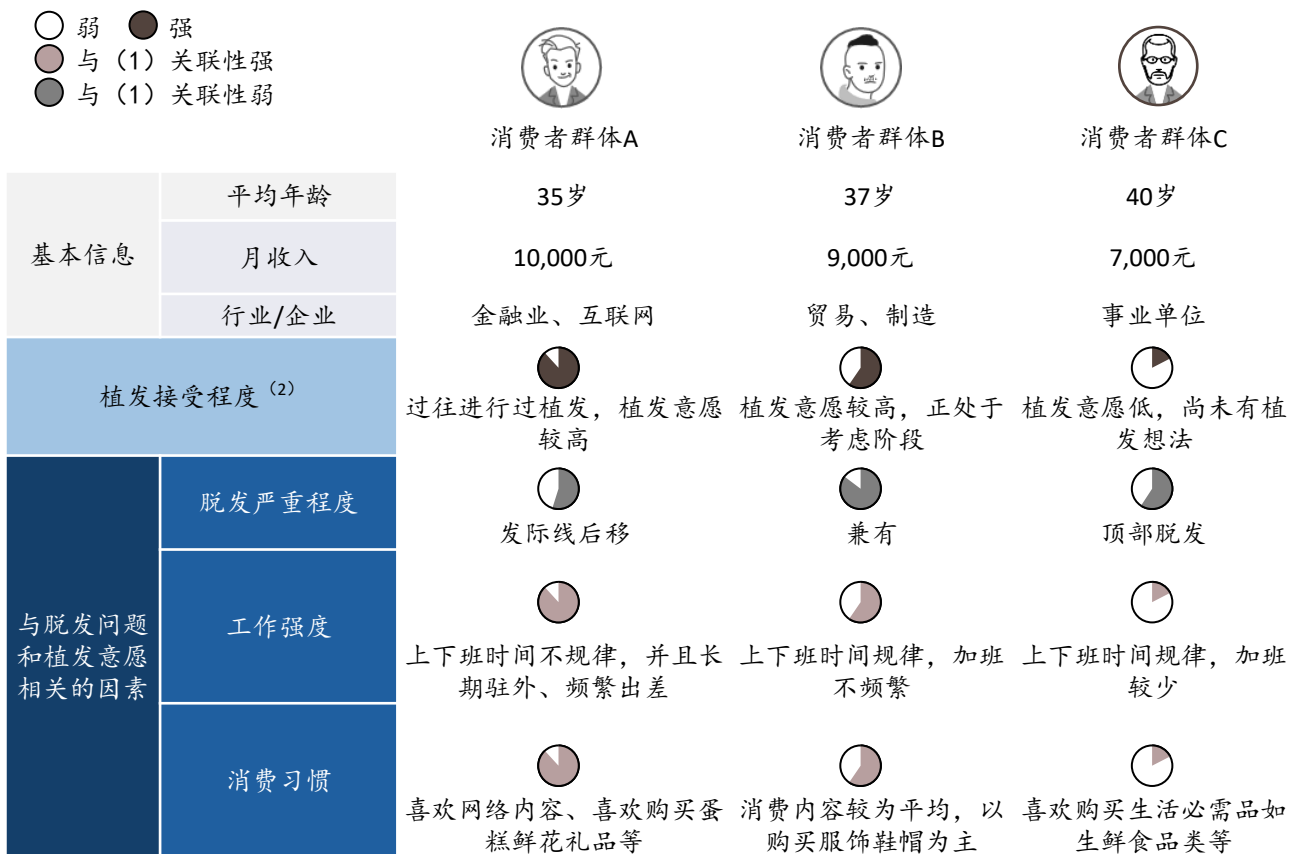 弱 强
与（1）关联性强
与（1）关联性弱
消费者群体A 消费者群体B 消费者群体C
基本信息
平均年龄 35岁 37岁 40岁
月收入 10,000元 9,000元 7,000元
行业/企业 金融业、互联网 贸易、制造 事业单位
植发接受程度（2）
过往进行过植发，植发意愿
较高
植发意愿较高，正处于
考虑阶段
植发意愿低，尚未有植
发想法
与脱发问题
和植发意愿
相关的因素
脱发严重程度 发际线后移 兼有 顶部脱发
工作强度
上下班时间不规律，并且长
期驻外、频繁出差
上下班时间规律，加班
不频繁
上下班时间规律，加班
较少
消费习惯
喜欢网络内容、喜欢购买蛋
糕鲜花礼品等
消费内容较为平均，以
购买服饰鞋帽为主
喜欢购买生活必需品如
生鲜食品类等